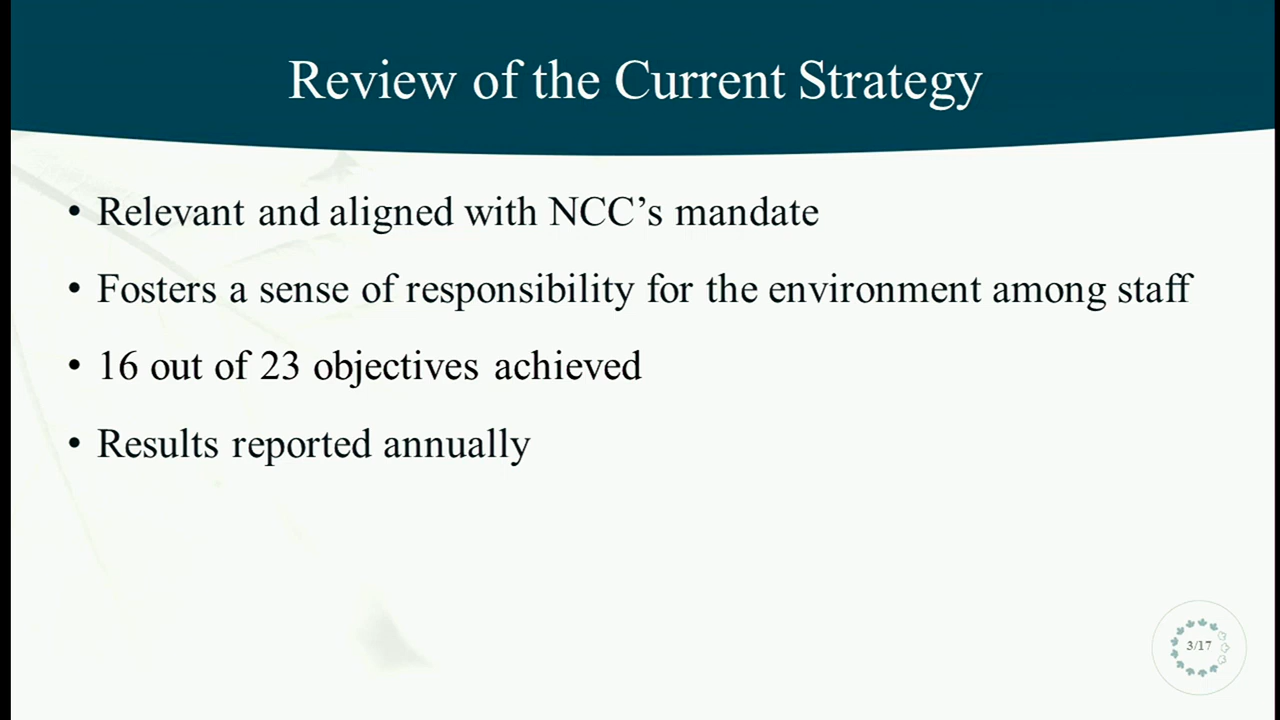 Review of the Current Strategy
• Relevant and aligned with NCC’s mandate
• Fosters a sense of responsibility for the environment among staff
• 16 out of 23 objectives achieved
• Results reported annually
3/17